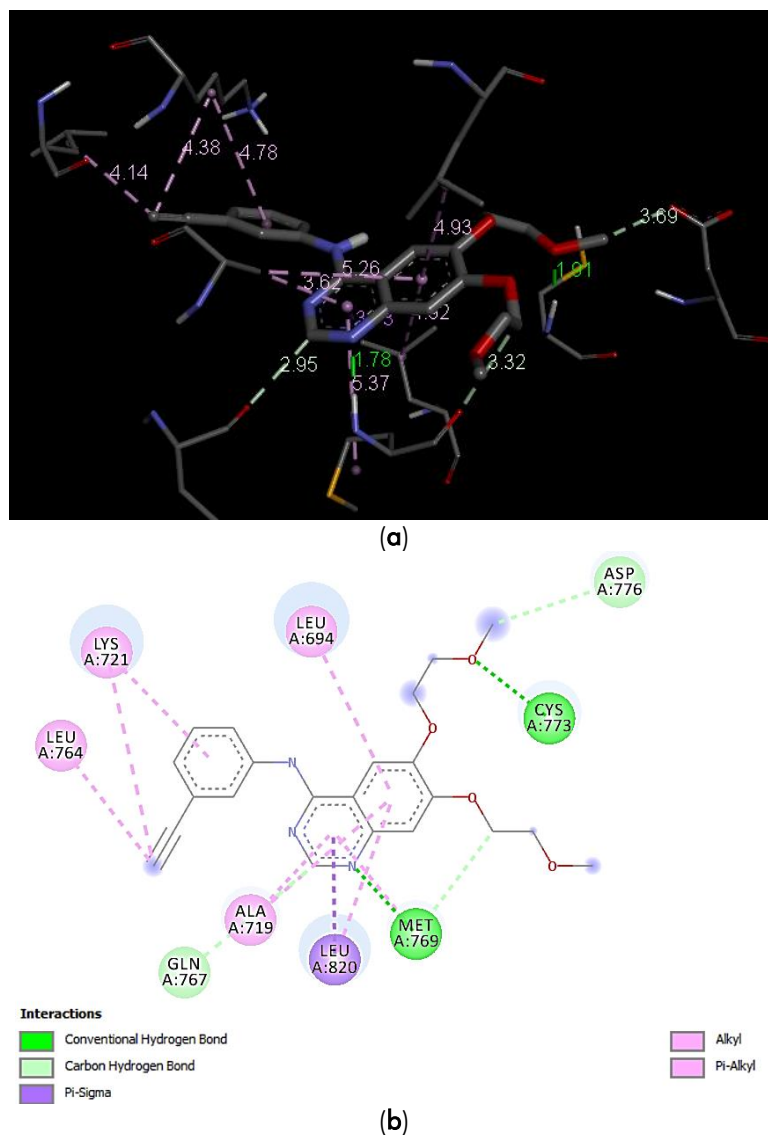 4.14
4.38
4.78
4.93
3.69
5.26
3.62
1.91
2.95
1.78
5.37
3.32
(a)
ASP
A:776
LEU
A:694
LYS
A:721
CYS
A:773
LEU
A:764
O
O
N
O
N
N
O
ALA
A:719
MET
A:769
LEU
A:820
GLN
A:767
Interactions
Conventional Hydrogen Bond
Carbon Hydrogen Bond
Pi-Sigma
Alkyl
Pi-Alkyl
(b)